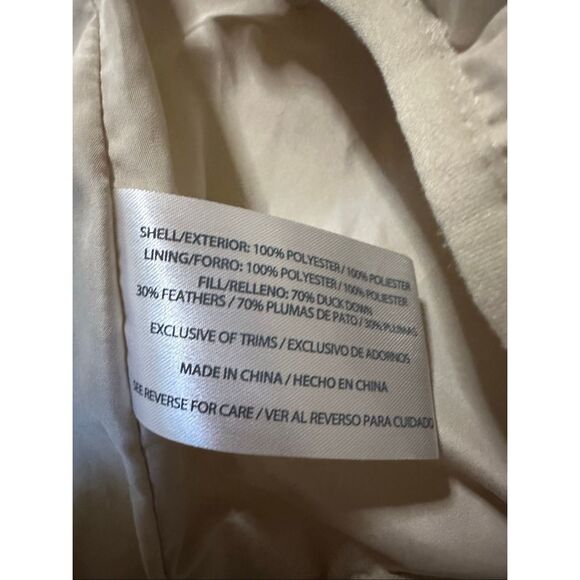 SHELL/EXTERIOR: 100% POLYESTER / 100% POLIESTER
LINING/FORRO: 100% POLYESTER / 100% POLIESTER
FILL/RELLENO: 70% DUCK DOWN
30% FEATHERS / 70% PLUMAS DE PATO / 30% PLUMAS
EXCLUSIVE OF TRIMS / EXCLUSIVO DE ADORNOS
MADE IN CHINA / HECHO EN CHINA
SEE REVERSE FOR CARE / VER AL REVERSO PARA CUIDADO